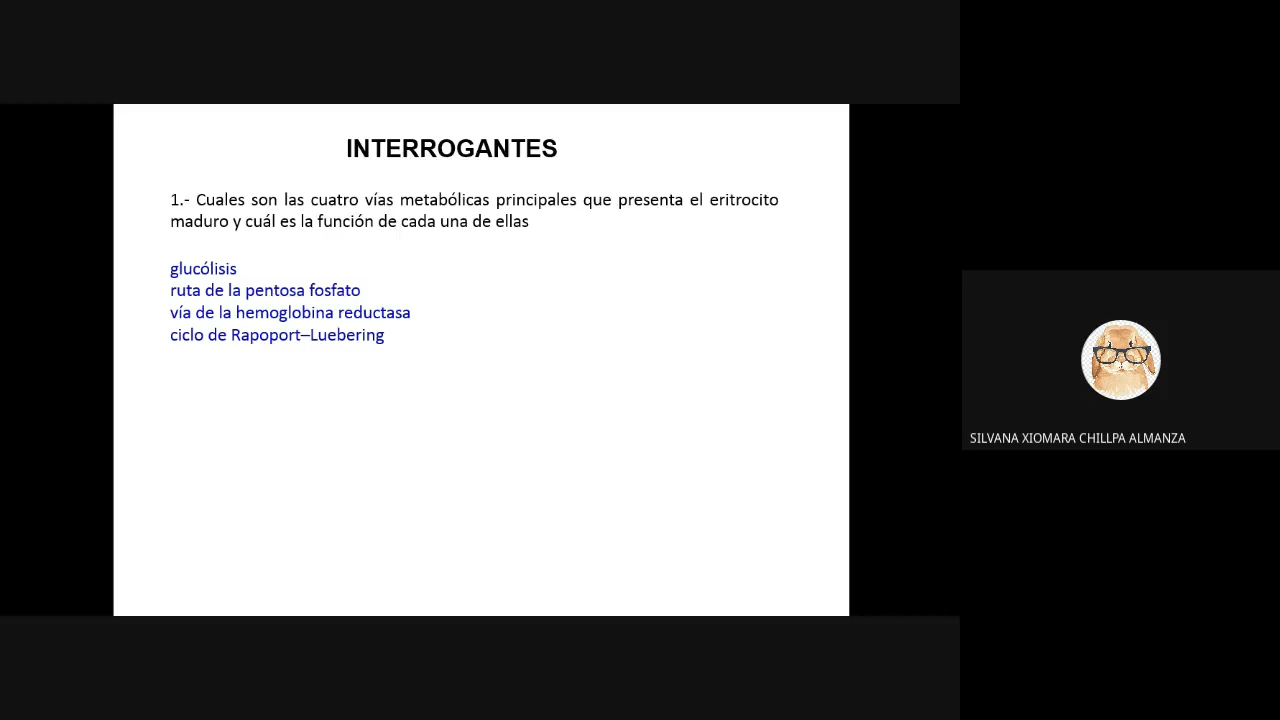 INTERROGANTES
1.- Cuales son las cuatro vías metabólicas principales que presenta el eritrocito
maduro y cuál es la función de cada una de ellas
glucólisis
ruta de la pentosa fosfato
vía de la hemoglobina reductasa
ciclo de Rapoport–Luebering
SILVANA XIOMARA CHILLPA ALMANZA